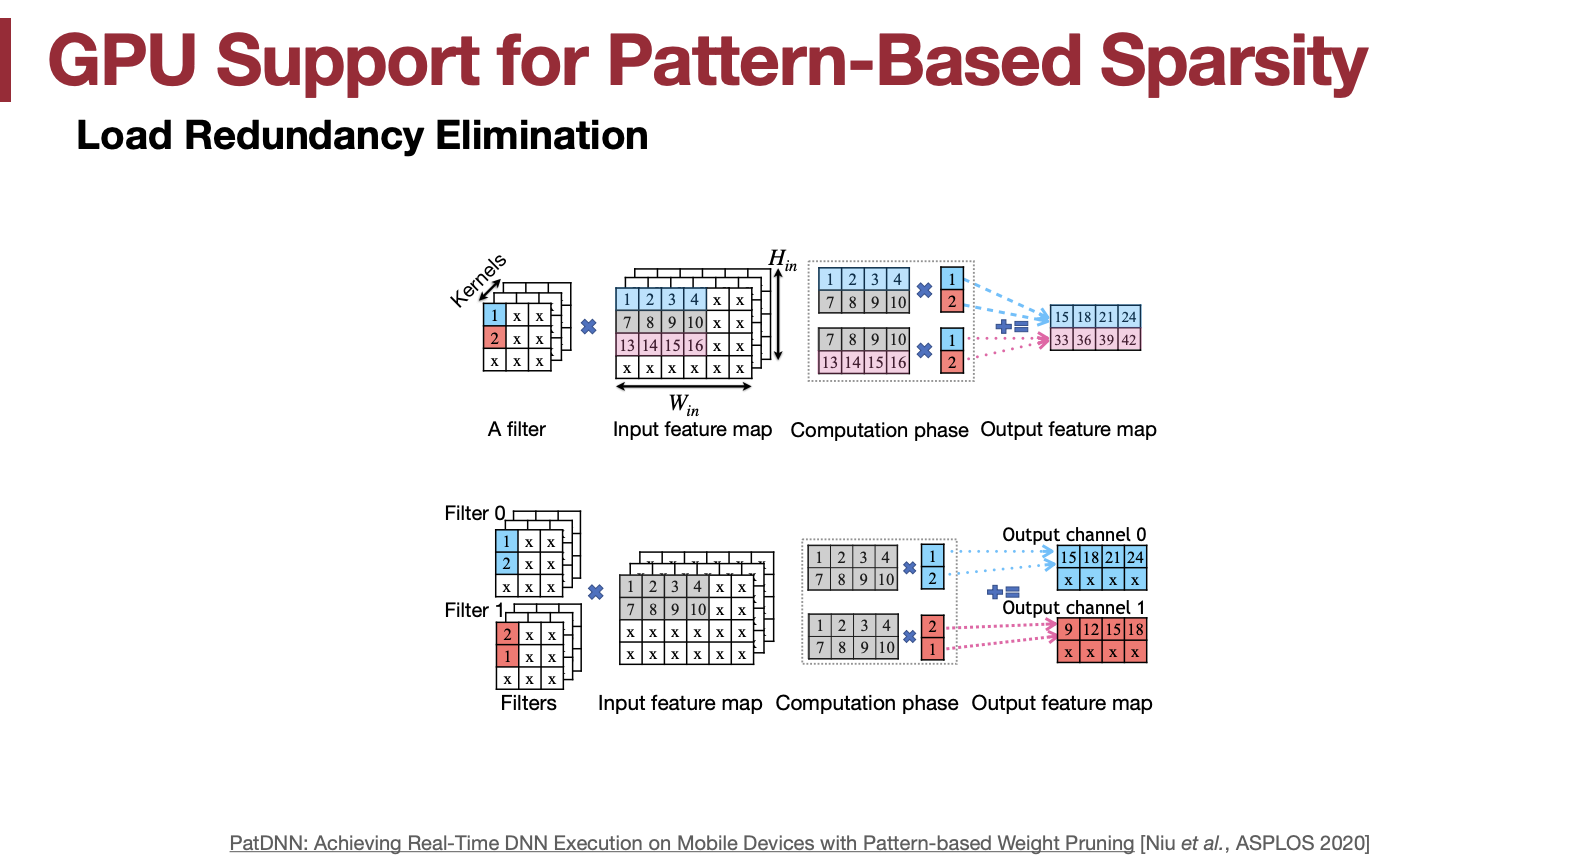 GPU Support for Pattern-Based Sparsity
Load Redundancy Elimination
Kernels
1 x x
2 x x
x x x
1 2 3 4 x x
7 8 9 10 x x
13 14 15 16 x x
x x x x x x
H_in
W_in
1 2 3 4
7 8 9 10
1
2
7 8 9 10
13 14 15 16
1
2
+=
15 18 21 24
33 36 39 42
A filter
Input feature map
Computation phase
Output feature map
Filter 0
1 x x
2 x x
x x x
Filter 1
2 x x
1 x x
x x x
1 2 3 4 x x
7 8 9 10 x x
x x x x x x
x x x x x x
1 2 3 4
7 8 9 10
1
2
1 2 3 4
7 8 9 10
2
1
+=
Output channel 0
15 18 21 24
x x x x
Output channel 1
9 12 15 18
x x x x
Filters
Input feature map
Computation phase
Output feature map
PatDNN: Achieving Real-Time DNN Execution on Mobile Devices with Pattern-based Weight Pruning [Niu et al., ASPLOS 2020]